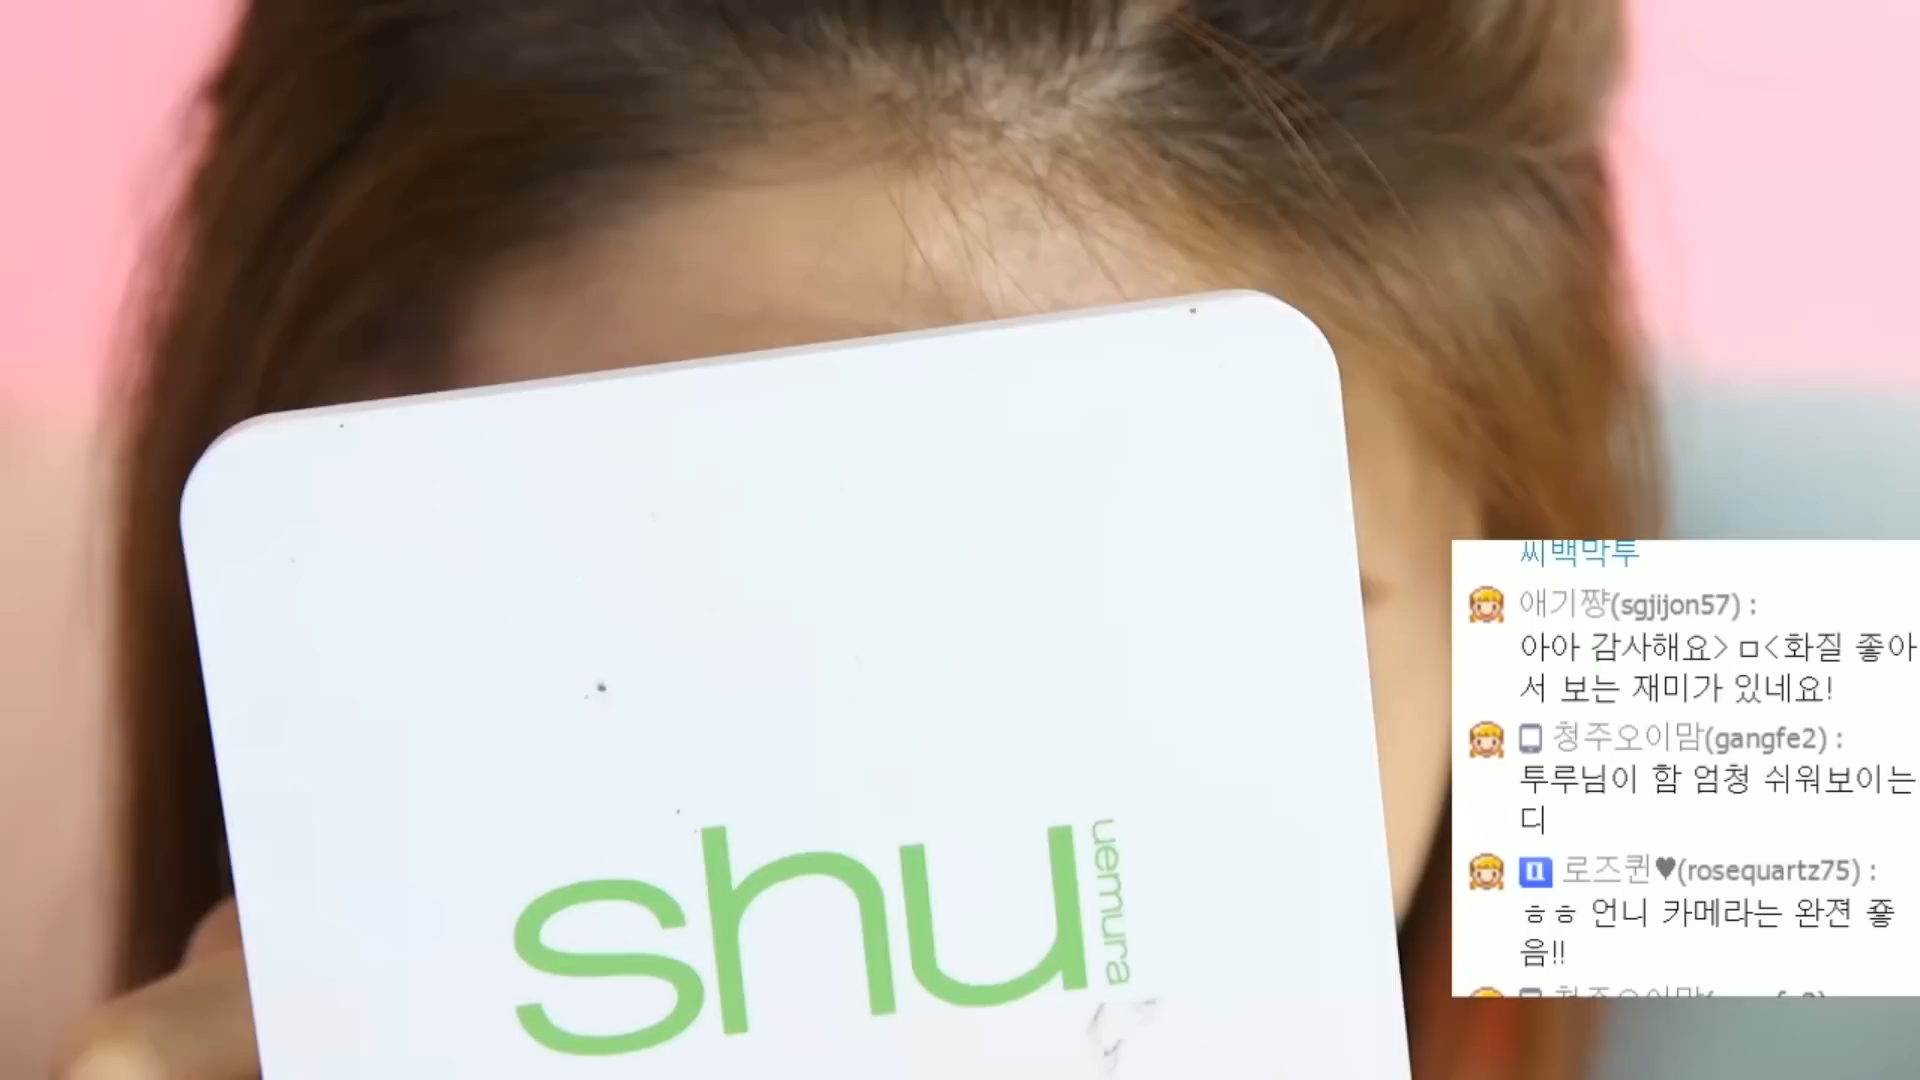 shu
uemura
씨백막투
애기쨩(sgjijon57) :
아아 감사해요>ㅁ<화질 좋아
서 보는 재미가 있네요!
청주오이맘(gangfe2) :
투루님이 함 엄청 쉬워보이는
디
로즈퀸♥(rosequartz75) :
ㅎㅎ 언니 카메라는 완젼 죻
음!!